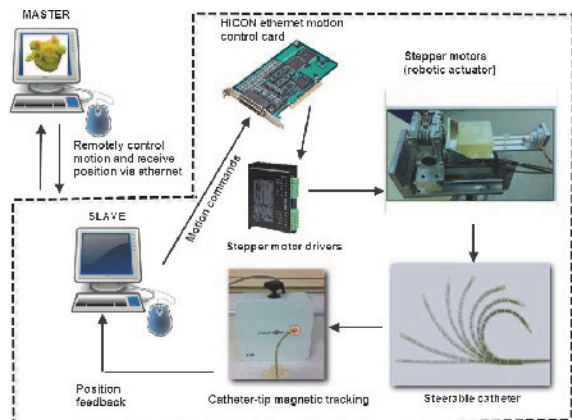 MASTER
HICON ethernet motion
control card
Stepper motors
(robotic actuator)
Remotely control
motion and receive
position via ethernet
SLAVE
Motion commands
Stepper motor drivers
Position
feedback
Catheter-tip magnetic tracking
Steerable catheter